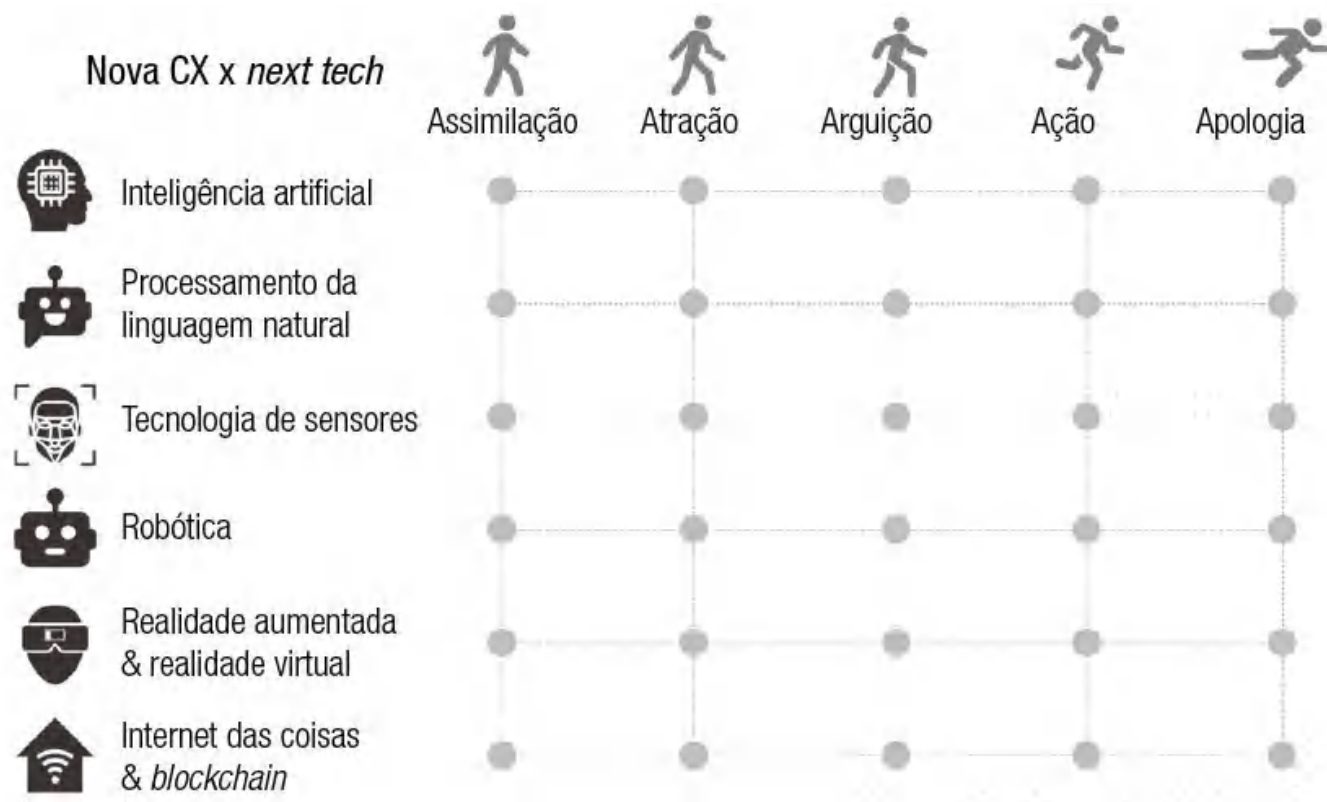 Nova CX x next tech
Assimilação
Atração
Arguição
Ação
Apologia
Inteligência artificial
Processamento da
linguagem natural
Tecnologia de sensores
Robótica
Realidade aumentada
& realidade virtual
Internet das coisas
& blockchain